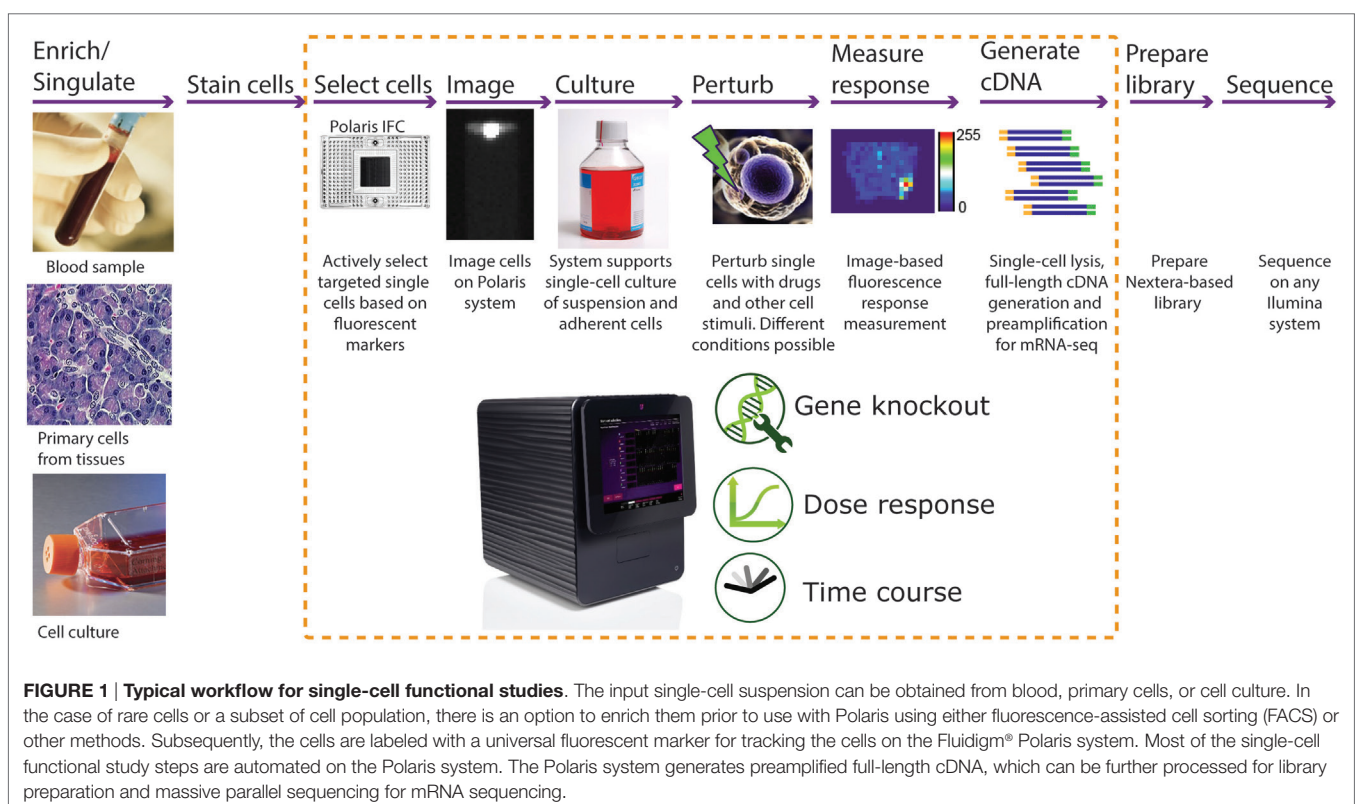 Enrich/
Singulate
Stain cells
Select cells
Image
Culture
Perturb
Measure
response
Generate
cDNA
Prepare
library
Sequence
Polaris IFC
255
0
Blood sample
Actively select
targeted single
cells based on
fluorescent
markers
Image cells
on Polaris
system
System supports
single-cell culture
of suspension and
adherent cells
Perturb single
cells with drugs
and other cell
stimuli. Different
conditions possible
Image-based
fluorescence
response
measurement
Single-cell lysis,
full-length cDNA
generation and
preamplification
for mRNA-seq
Prepare
Nextera-based
library
Sequence
on any
Ilumina
system
Primary cells
from tissues
Cell culture
Gene knockout
Dose response
Time course
FIGURE 1 | Typical workflow for single-cell functional studies. The input single-cell suspension can be obtained from blood, primary cells, or cell culture. In
the case of rare cells or a subset of cell population, there is an option to enrich them prior to use with Polaris using either fluorescence-assisted cell sorting (FACS) or
other methods. Subsequently, the cells are labeled with a universal fluorescent marker for tracking the cells on the Fluidigm® Polaris system. Most of the single-cell
functional study steps are automated on the Polaris system. The Polaris system generates preamplified full-length cDNA, which can be further processed for library
preparation and massive parallel sequencing for mRNA sequencing.